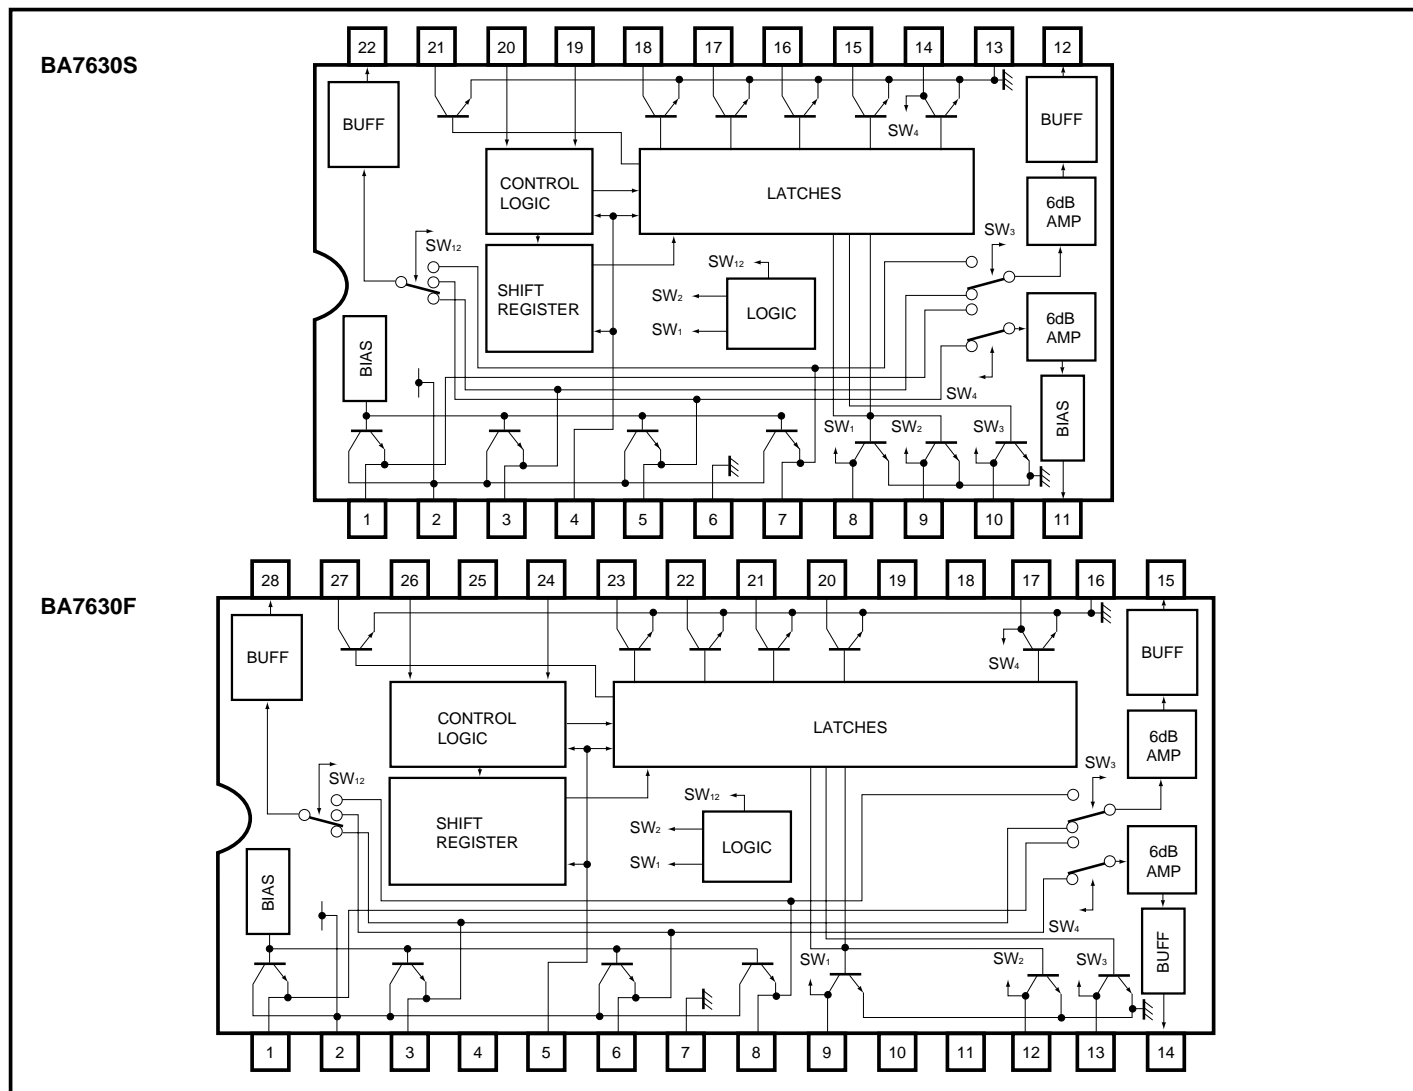 BA7630S
22 21 20 19 18 17 16 15 14 13 12
BUFF
SW4
BUFF
CONTROL
LOGIC
LATCHES
6dB
AMP
SW12
SW3
SHIFT
REGISTER
SW12
SW2
SW1
LOGIC
6dB
AMP
BIAS
SW4
BIAS
SW1
SW2
SW3
1 2 3 4 5 6 7 8 9 10 11
BA7630F
28 27 26 25 24 23 22 21 20 19 18 17 16 15
BUFF
SW4
BUFF
CONTROL
LOGIC
LATCHES
6dB
AMP
SW12
SW3
SHIFT
REGISTER
SW12
SW2
SW1
LOGIC
6dB
AMP
BIAS
SW4
BUFF
SW1
SW2
SW3
1 2 3 4 5 6 7 8 9 10 11 12 13 14